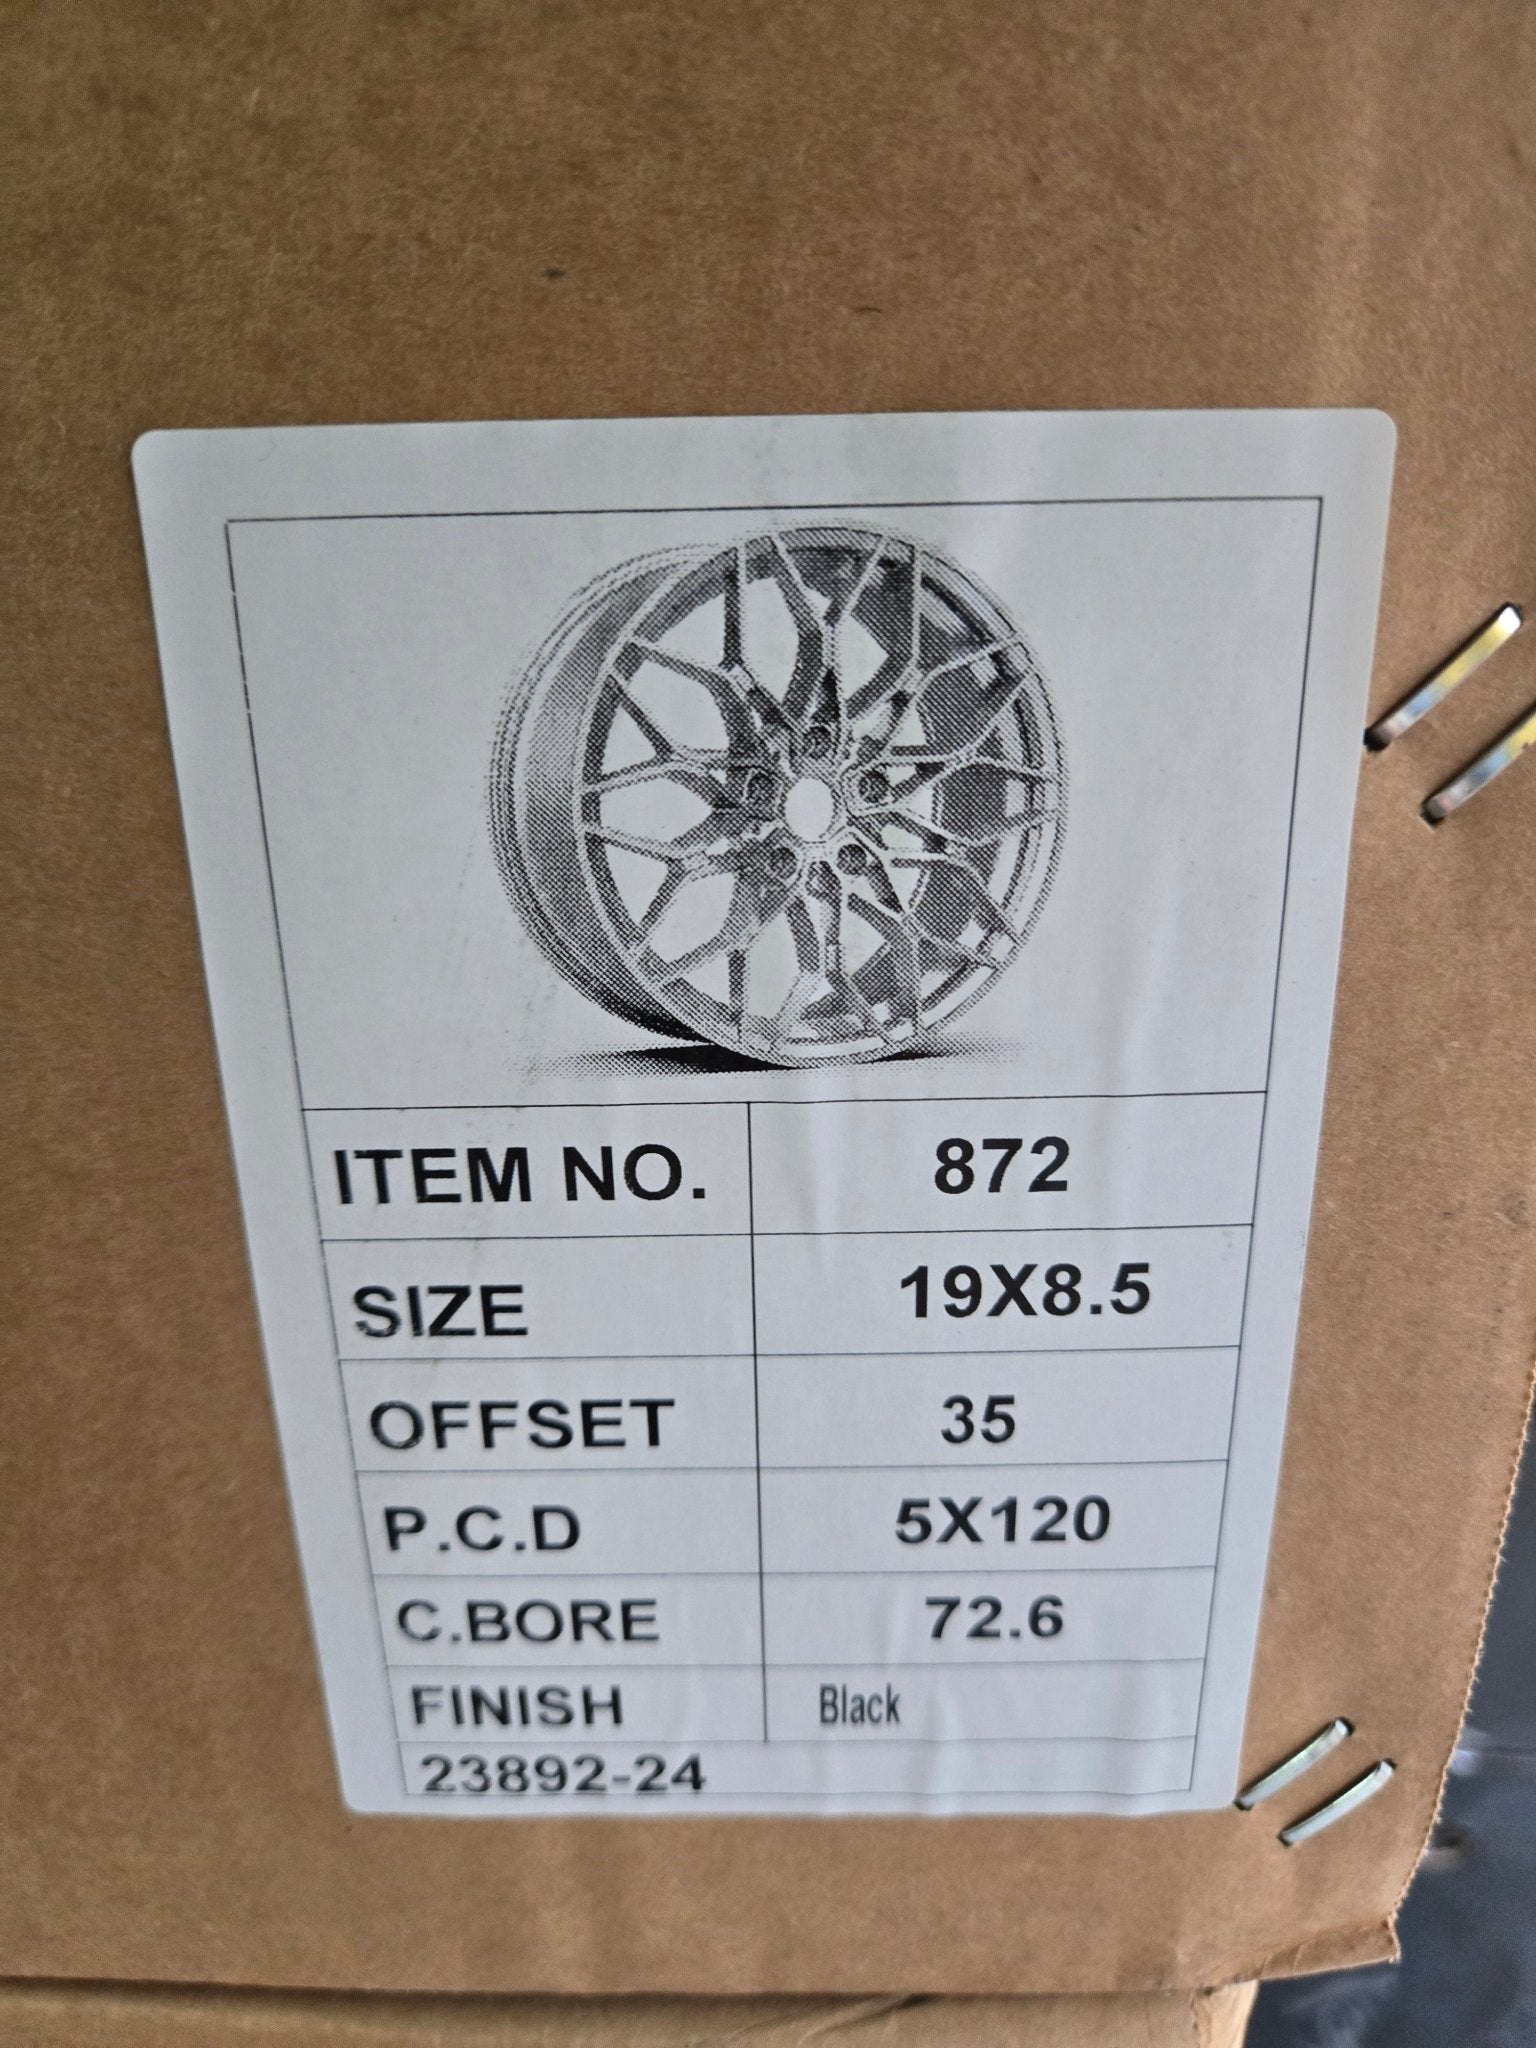 ITEM NO. 872
SIZE 19X8.5
OFFSET 35
P.C.D 5X120
C.BORE 72.6
FINISH Black
23892-24